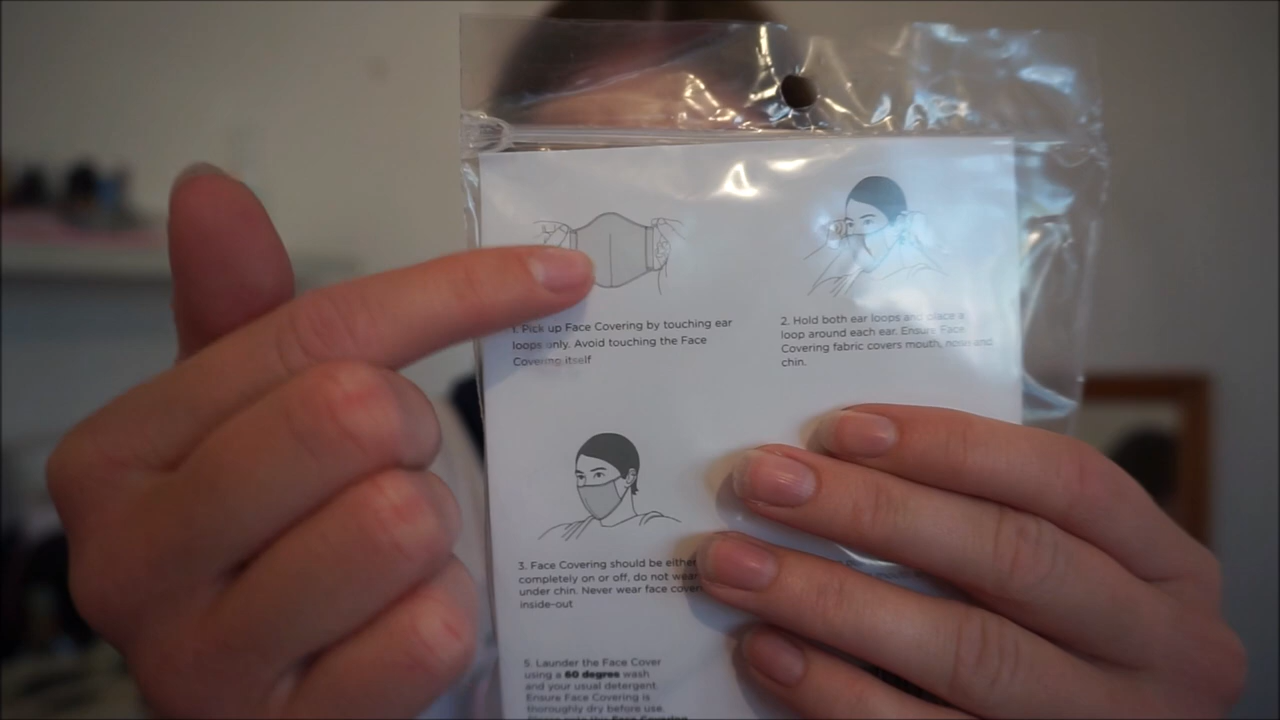 1. Pick up Face Covering by touching ear
loops only. Avoid touching the Face
Covering itself
2. Hold both ear loops and place a
loop around each ear. Ensure Face
Covering fabric covers mouth, nose and
chin.
3. Face Covering should be either
completely on or off, do not wear
under chin. Never wear face cover
inside-out
5. Launder the Face Cover
using a 60 degree wash
and your usual detergent.
Ensure Face Covering is
thoroughly dry before use.
Face Covering